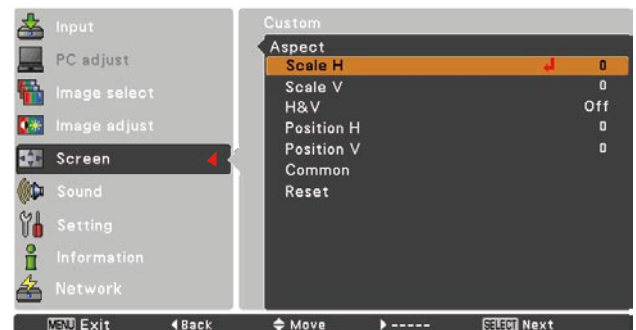 Input
PC adjust
Image select
Image adjust
Screen
Sound
Setting
Information
Network
Custom
Aspect
Scale H 0
Scale V 0
H&V Off
Position H 0
Position V 0
Common
Reset
MENU Exit Back Move ----- SELECT Next